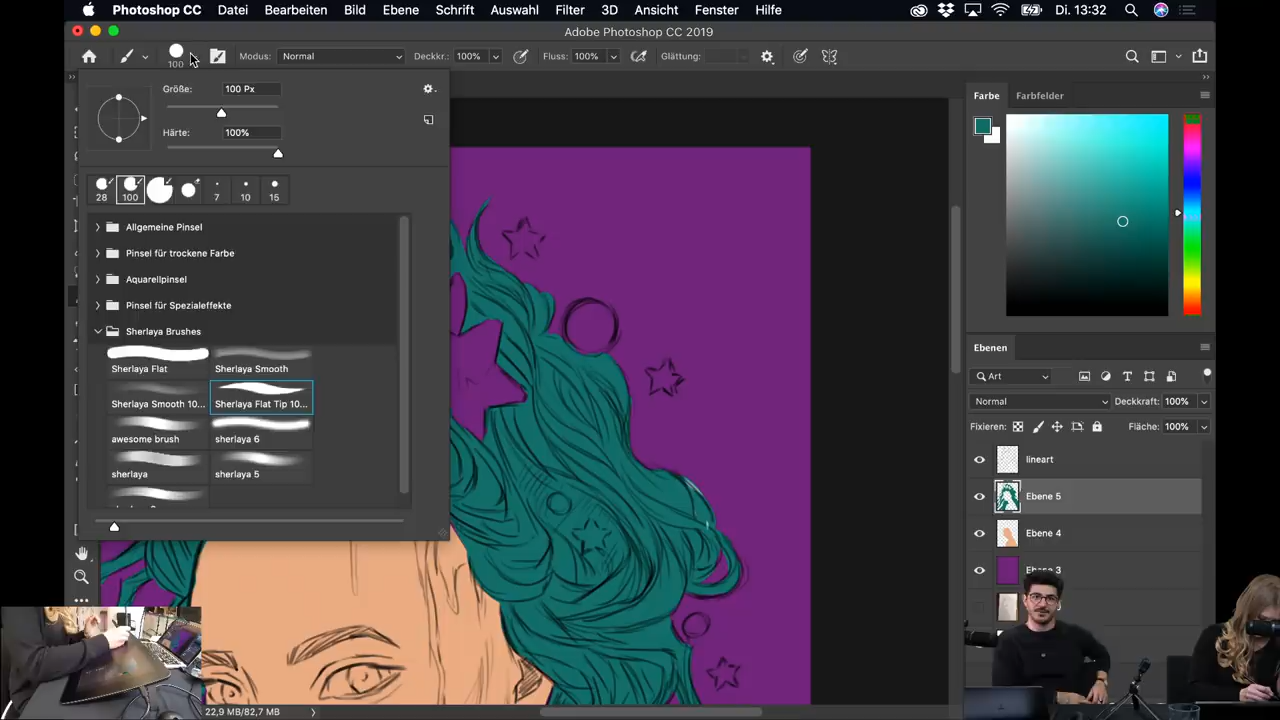 Photoshop CC Datei Bearbeiten Bild Ebene Schrift Auswahl Filter 3D Ansicht Fenster Hilfe Di. 13:32
Adobe Photoshop CC 2019
100 Modus: Normal Deckkr.: 100% Fluss: 100% Glättung:
Größe: 100 Px
Härte: 100%
28 100 7 10 15
Allgemeine Pinsel
Pinsel für trockene Farbe
Aquarellpinsel
Pinsel für Spezialeffekte
Sherlaya Brushes
Sherlaya Flat Sherlaya Smooth
Sherlaya Smooth 10... Sherlaya Flat Tip 10...
awesome brush sherlaya 6
sherlaya sherlaya 5
Farbe Farbfelder
Ebenen
Art
Normal Deckkraft: 100%
Fixieren: Fläche: 100%
lineart
Ebene 5
Ebene 4
Ebene 3
22,9 MB/82,7 MB